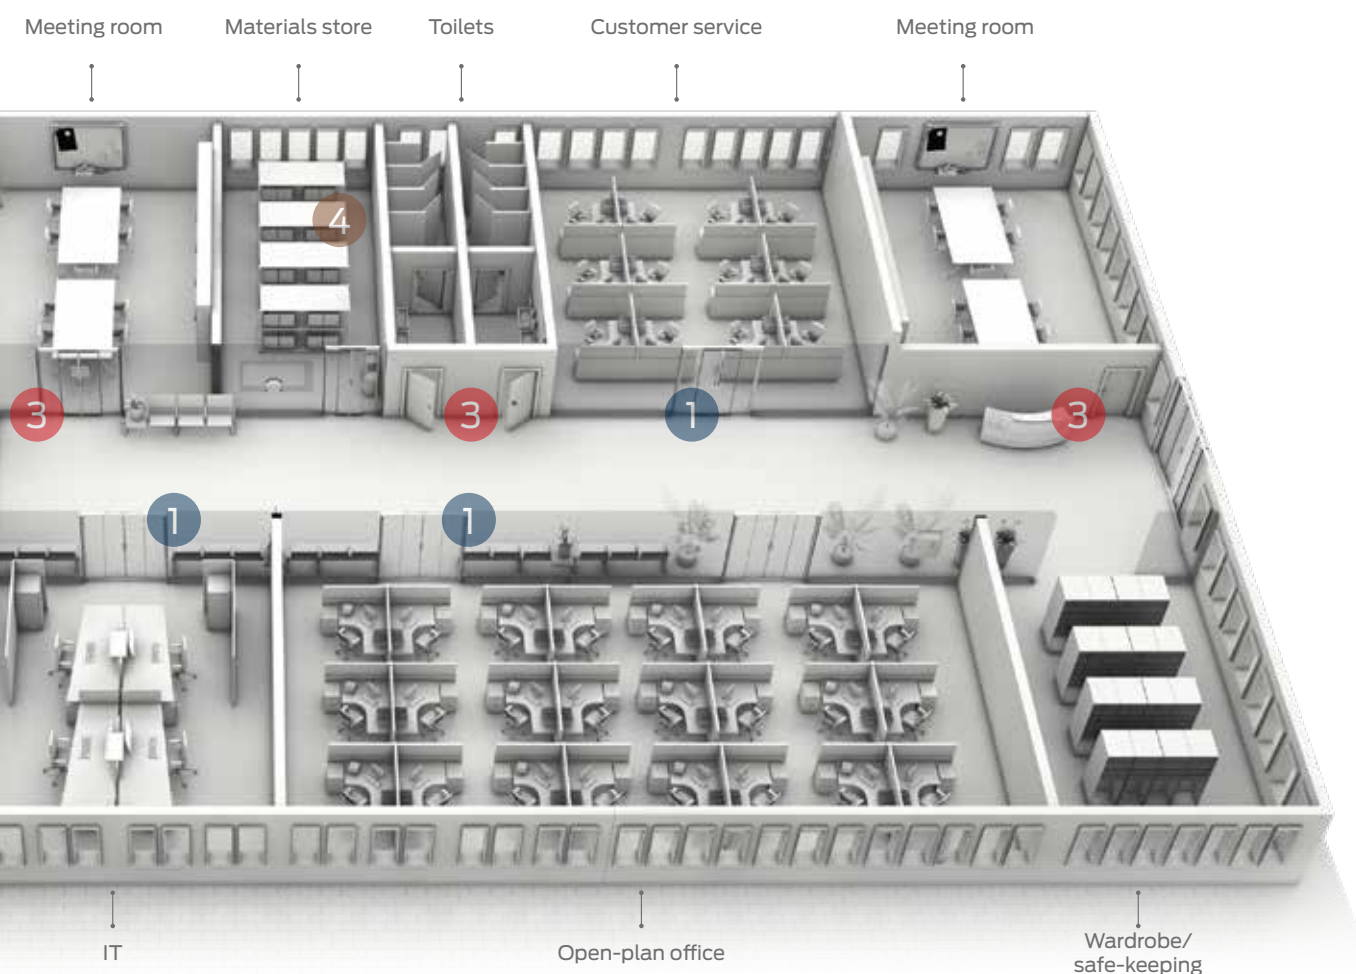 Meeting room
Materials store
Toilets
Customer service
Meeting room
4
3
3
1
3
1
1
IT
Open-plan office
Wardrobe/
safe-keeping